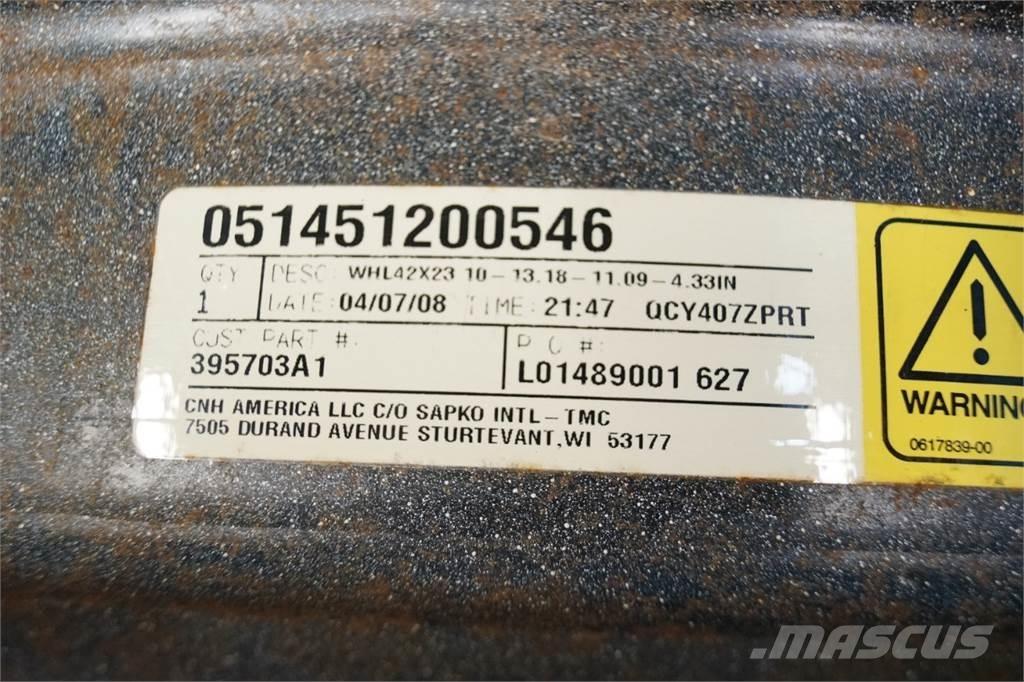 051451200546
QTY DESC: WHL42X23 10-13.18-11.09-4.33IN
1 DATE: 04/07/08 TIME: 21:47 QCY407ZPRT
CUST PART #: P O #:
395703A1 L01489001 627
CNH AMERICA LLC C/O SAPKO INTL-TMC
7505 DURAND AVENUE STURTEVANT,WI 53177
WARNING
0617839-00
MASCUS